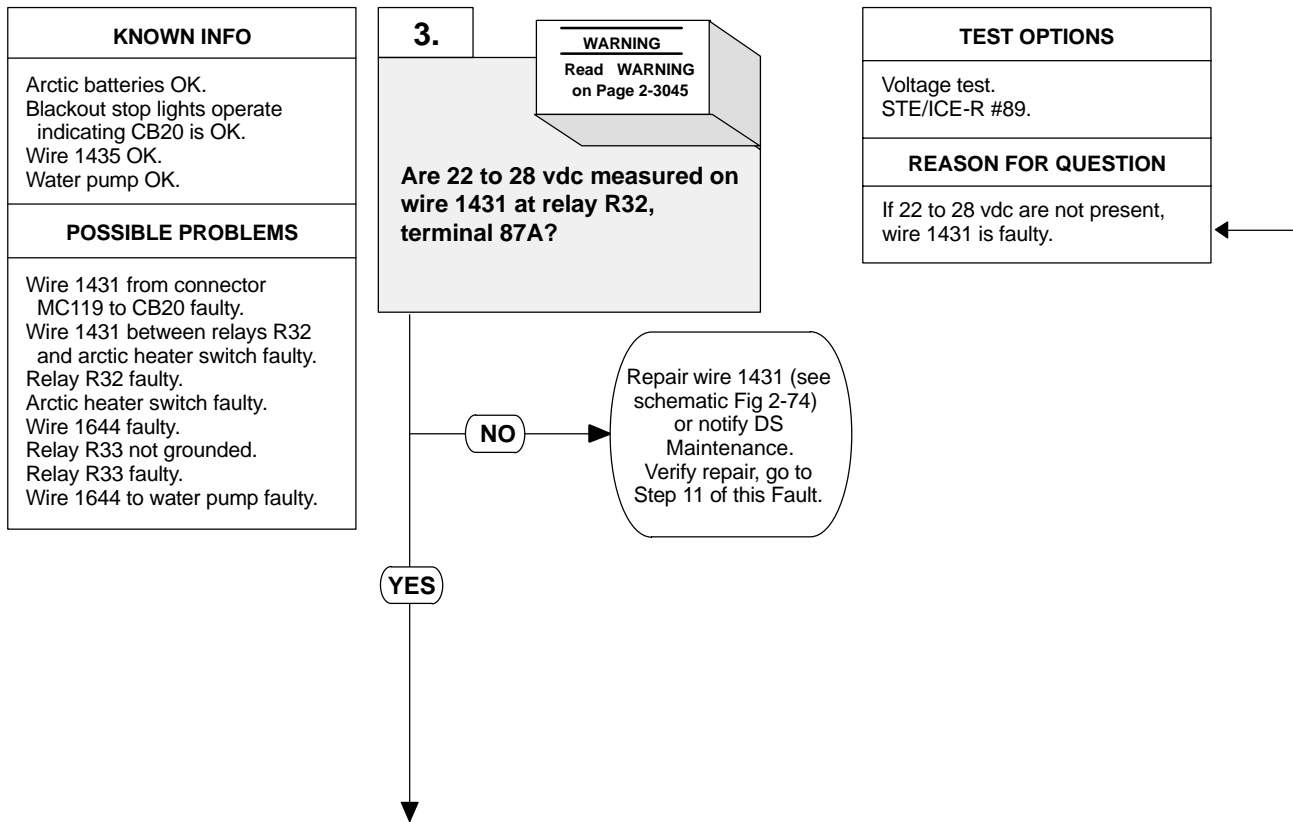 KNOWN INFO
Arctic batteries OK.
Blackout stop lights operate
indicating CB20 is OK.
Wire 1435 OK.
Water pump OK.
POSSIBLE PROBLEMS
Wire 1431 from connector
MC119 to CB20 faulty.
Wire 1431 between relays R32
and arctic heater switch faulty.
Relay R32 faulty.
Arctic heater switch faulty.
Wire 1644 faulty.
Relay R33 not grounded.
Relay R33 faulty.
Wire 1644 to water pump faulty.
3.
WARNING
Read WARNING
on Page 2-3045
Are 22 to 28 vdc measured on
wire 1431 at relay R32,
terminal 87A?
TEST OPTIONS
Voltage test.
STE/ICE-R #89.
REASON FOR QUESTION
If 22 to 28 vdc are not present,
wire 1431 is faulty.
NO
Repair wire 1431 (see
schematic Fig 2-74)
or notify DS
Maintenance.
Verify repair, go to
Step 11 of this Fault.
YES